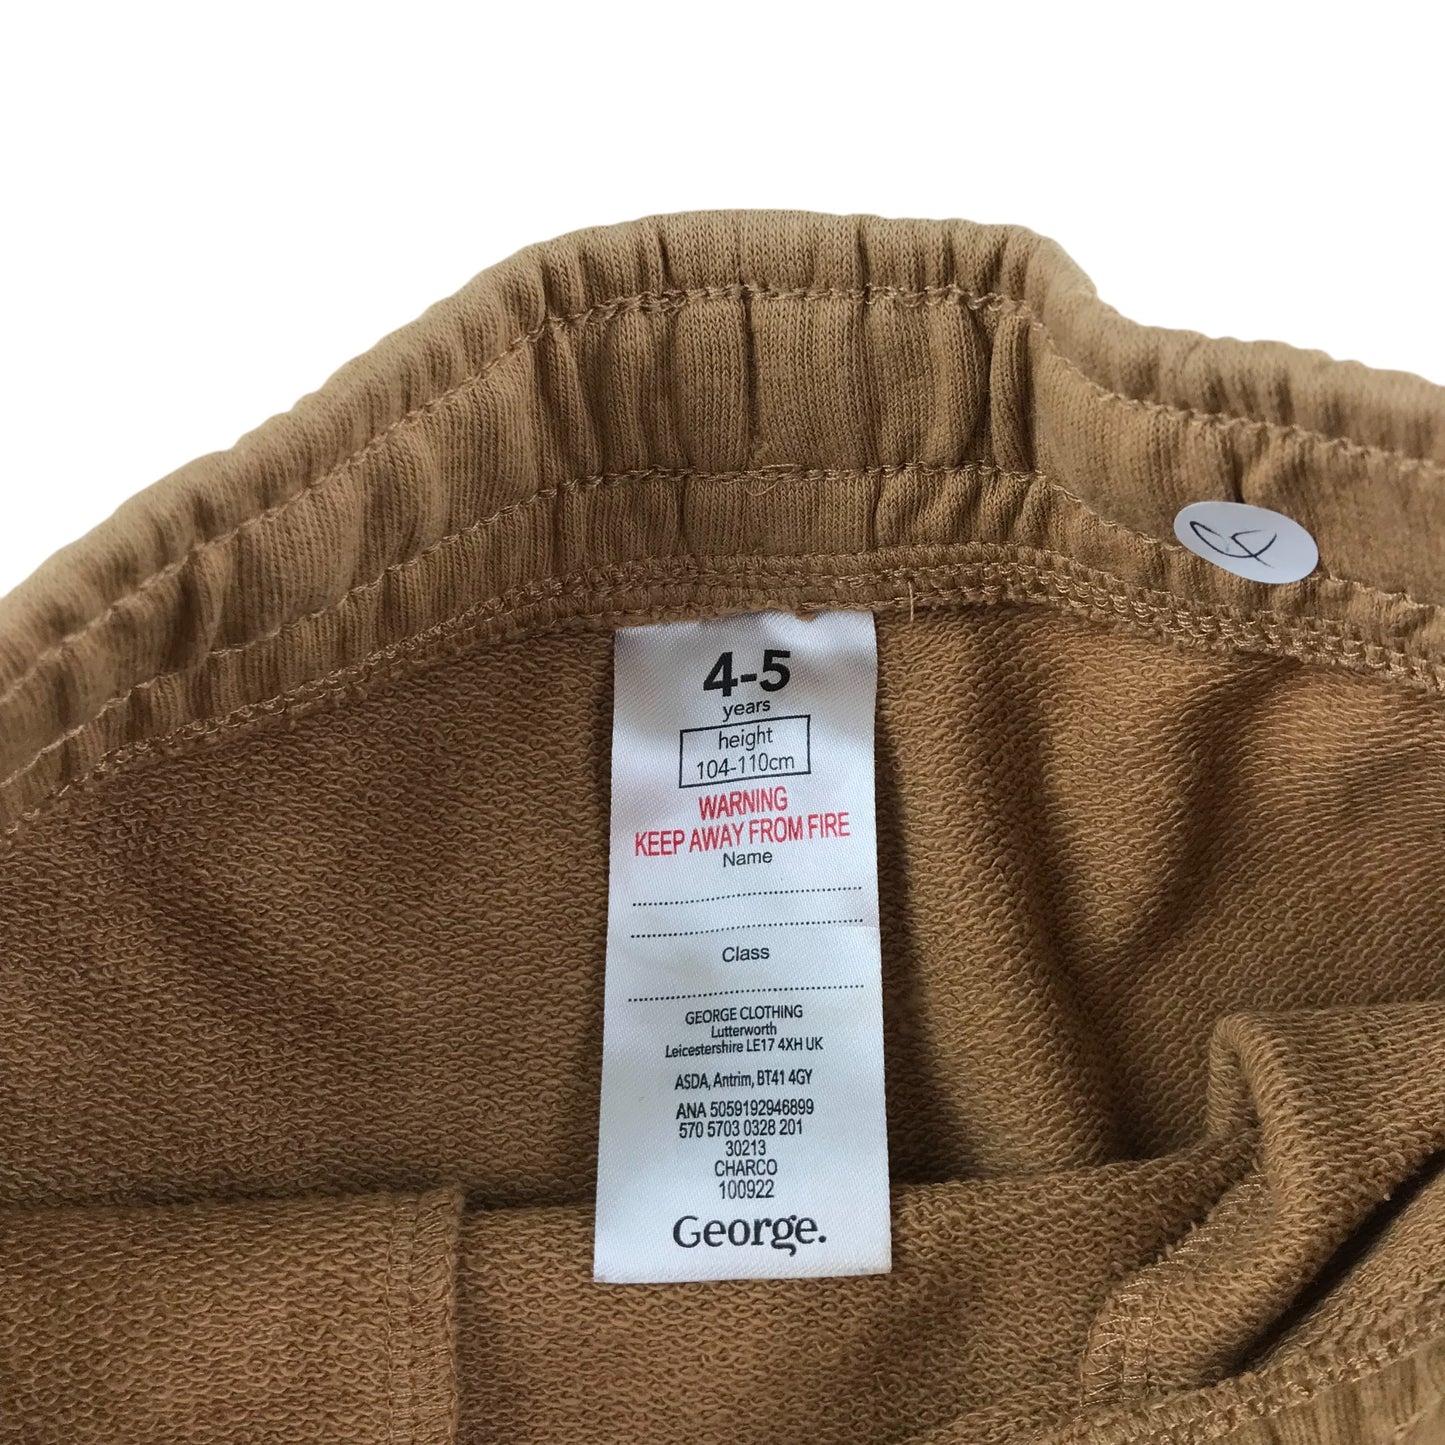 4-5
years
height
104-110cm
WARNING
KEEP AWAY FROM FIRE
Name
Class
GEORGE CLOTHING
Lutterworth
Leicestershire LE17 4XH UK
ASDA, Antrim, BT41 4GY
ANA 5059192946899
570 5703 0328 201
30213
CHARCO
100922
George.